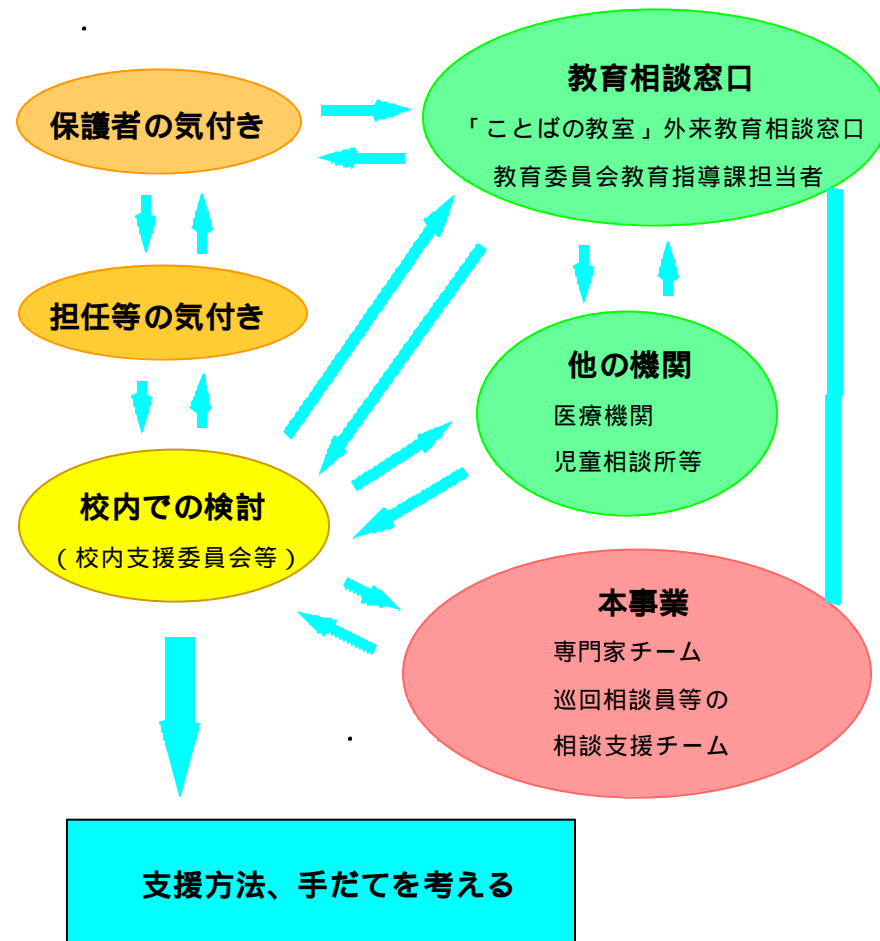 保護者の気付き
教育相談窓口
「ことばの教室」外来教育相談窓口
教育委員会教育指導課担当者
担任等の気付き
他の機関
医療機関
児童相談所等
校内での検討
(校内支援委員会等)
本事業
専門家チーム
巡回相談員等の
相談支援チーム
支援方法、手だてを考える